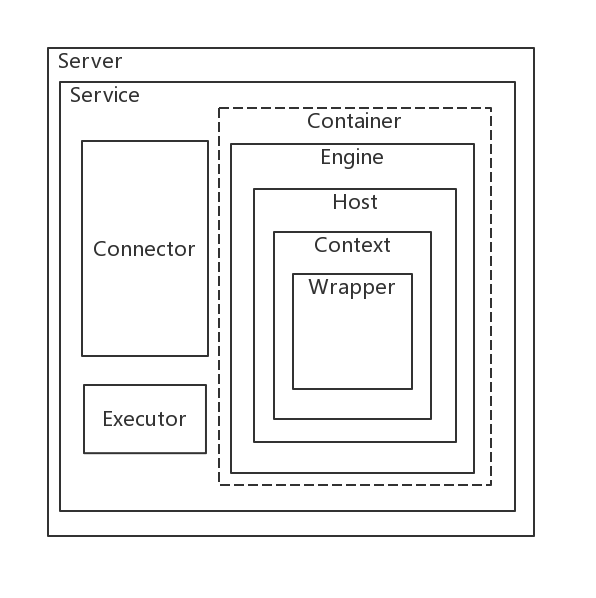 Server
Service
Container
Engine
Host
Context
Wrapper
Connector
Executor